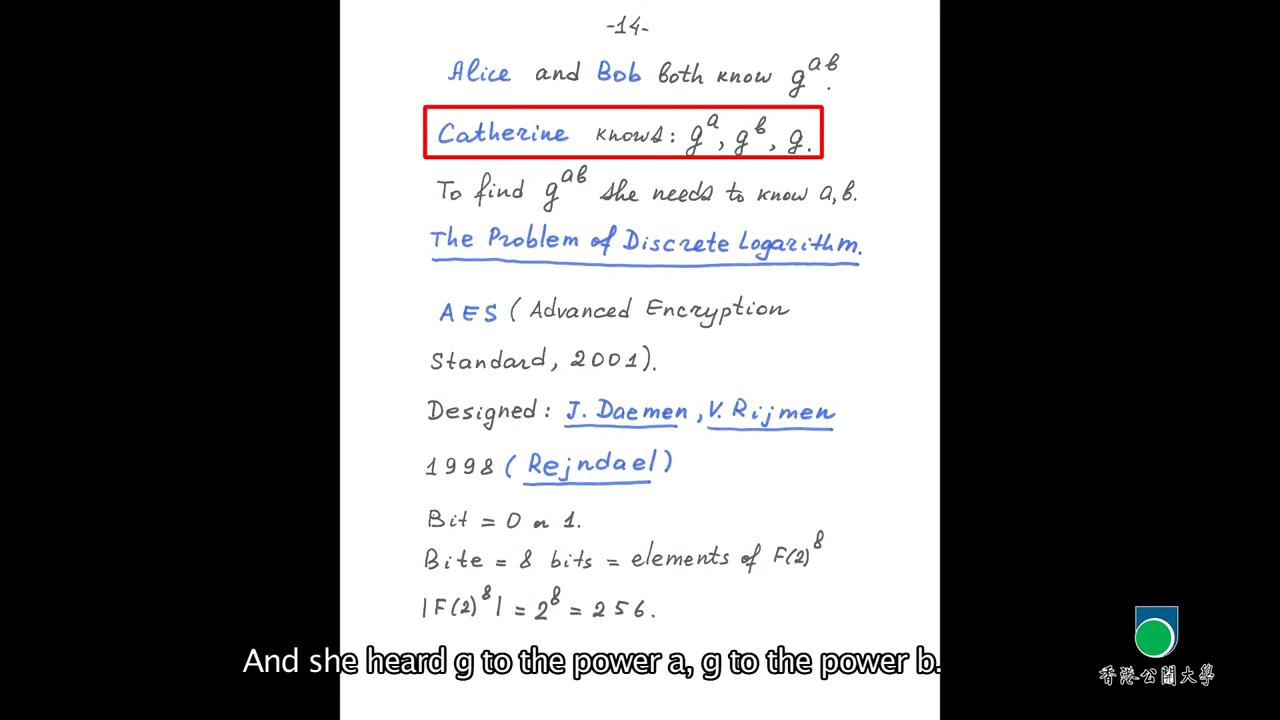 -14-
Alice and Bob both know g^ab.
Catherine knows: g^a, g^b, g.
To find g^ab she needs to know a, b.
The Problem of Discrete Logarithm.
AES (Advanced Encryption
Standard, 2001).
Designed: J. Daemen, V. Rijmen
1998 (Rejndael)
Bit = 0 or 1.
Bite = 8 bits = elements of F(2)^8
|F(2)^8| = 2^8 = 256.
And she heard g to the power a, g to the power b.
香港公開大學